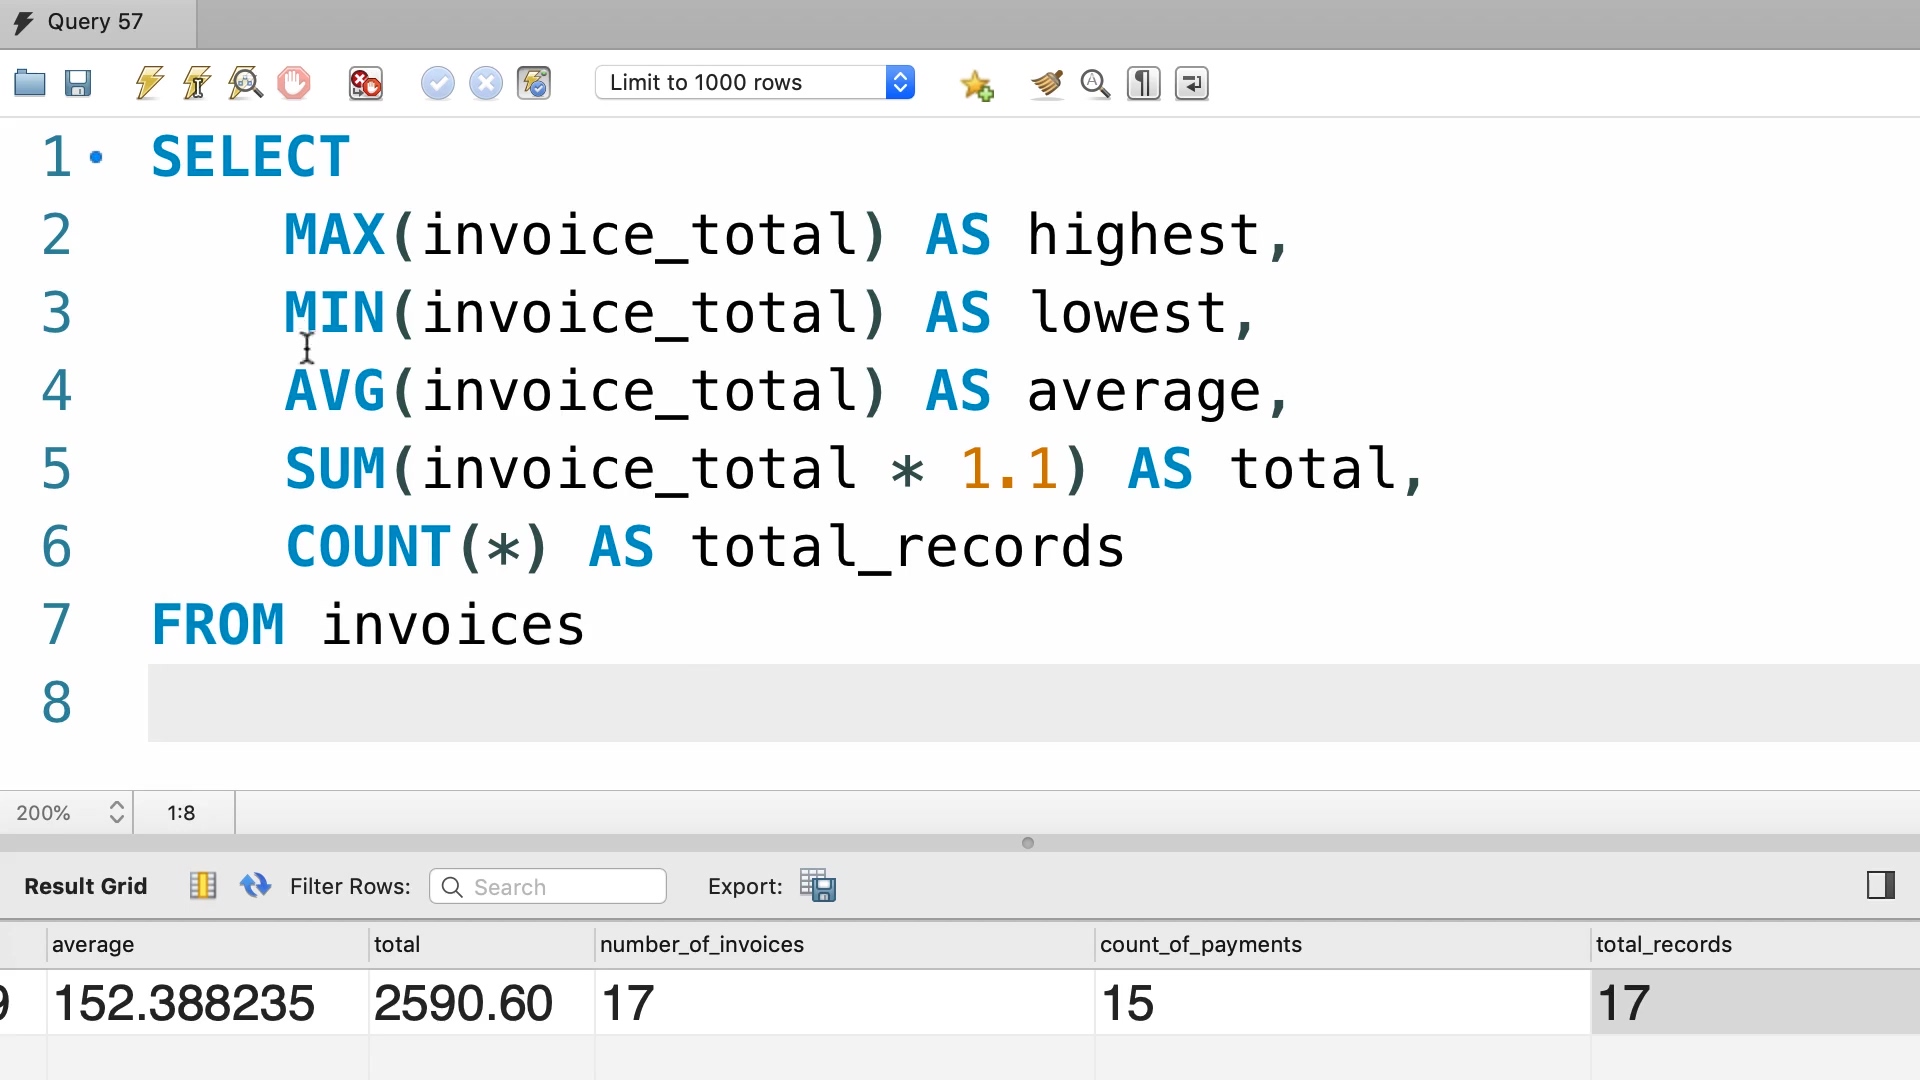 Query 57
Limit to 1000 rows
1 SELECT
2 MAX(invoice_total) AS highest,
3 MIN(invoice_total) AS lowest,
4 AVG(invoice_total) AS average,
5 SUM(invoice_total * 1.1) AS total,
6 COUNT(*) AS total_records
7 FROM invoices
8
200% 1:8
Result Grid Filter Rows: Search Export:
average total number_of_invoices count_of_payments total_records
9 152.388235 2590.60 17 15 17